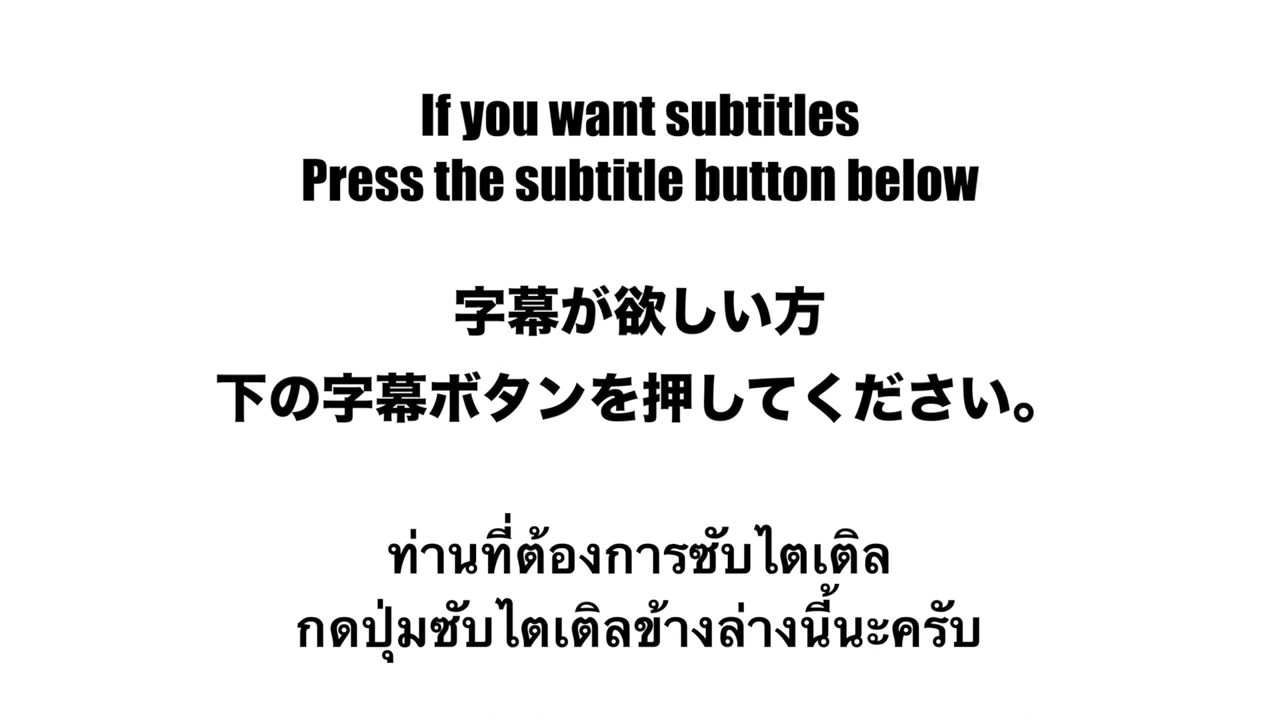 If you want subtitles
Press the subtitle button below
字幕が欲しい方
下の字幕ボタンを押してください。
ท่านที่ต้องการซับไตเติล
กดปุ่มซับไตเติลข้างล่างนี้นะครับ